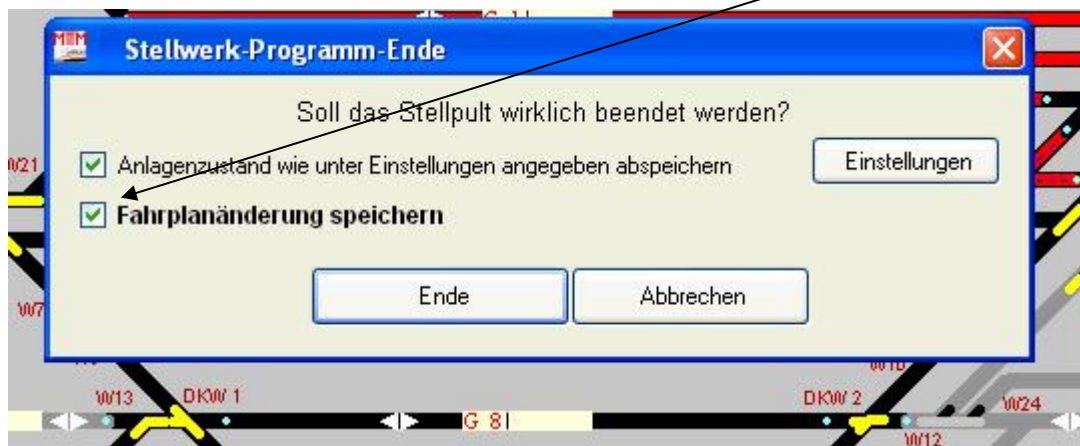 MEM
Stellwerk-Programm-Ende
Soll das Stellpult wirklich beendet werden?
W21
Anlagenzustand wie unter Einstellungen angegeben abspeichern
Einstellungen
Fahrplanänderung speichern
Ende
Abbrechen
W13
DKW 1
G 8
DKW 2
W24
W12